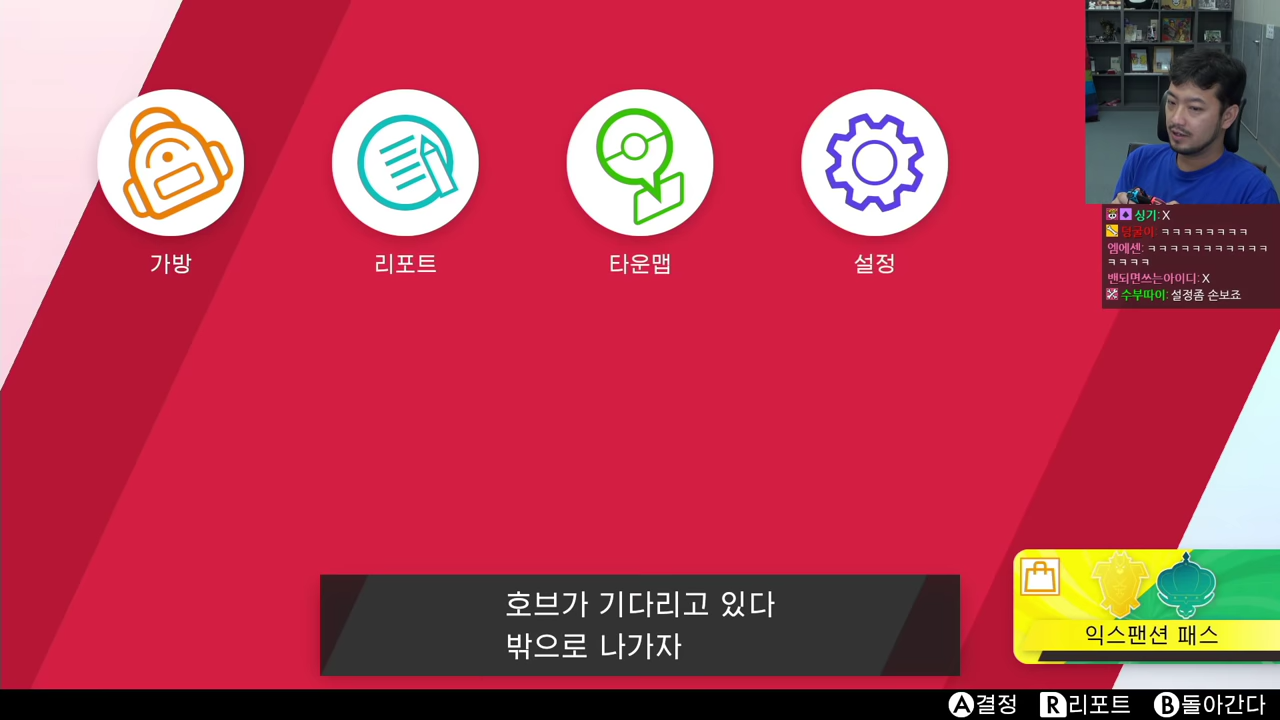 가방
리포트
타운맵
설정
싱기: X
덩굴이: ㅋㅋㅋㅋㅋㅋㅋㅋ
엠에센: ㅋㅋㅋㅋㅋㅋㅋㅋㅋㅋㅋ
ㅋㅋㅋㅋ
밴되면쓰는아이디: X
수부따이: 설정좀 손보죠
호브가 기다리고 있다
밖으로 나가자
익스팬션 패스
A결정 R리포트 B돌아간다